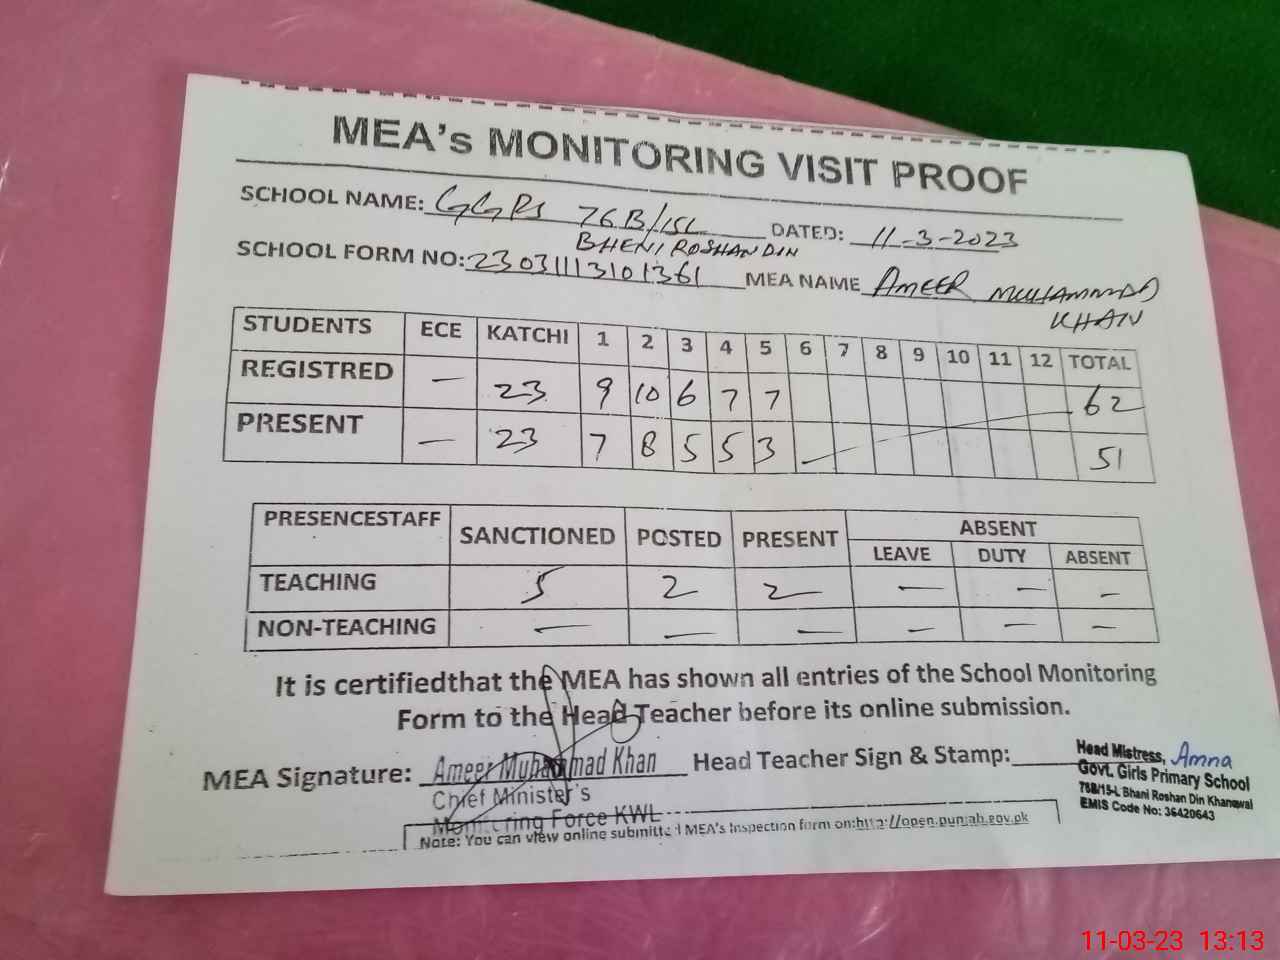 MEA's MONITORING VISIT PROOF
SCHOOL NAME: GGPS 76B/15L DATED: 11-3-2023
BHENI ROSHAN DIN
SCHOOL FORM NO: 23031113101361 MEA NAME AMEER MUHAMMAD
KHAN
STUDENTS ECE KATCHI 1 2 3 4 5 6 7 8 9 10 11 12 TOTAL
REGISTRED — 23 9 10 6 7 7 62
PRESENT — 23 7 8 5 5 3 51
PRESENCESTAFF SANCTIONED POSTED PRESENT ABSENT
LEAVE DUTY ABSENT
TEACHING 5 2 2 — — —
NON-TEACHING — — — — — —
It is certifiedthat the MEA has shown all entries of the School Monitoring
Form to the Head Teacher before its online submission.
MEA Signature: Ameer Muhammad Khan Head Teacher Sign & Stamp: Head Mistress, Amna
Chief Minister's
Monitoring Force KWL
Govt. Girls Primary School
76B/15-L Bhani Roshan Din Khanewal
EMIS Code No: 36420643
Note: You can view online submitted MEA's Inspection form on:http://open.punjab.gov.pk
11-03-23 13:13